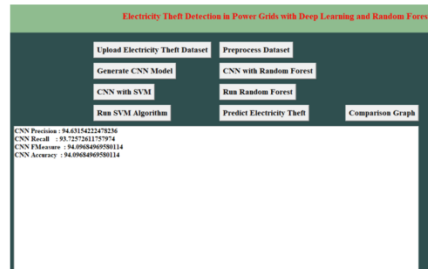 Electricity Theft Detection in Power Grids with Deep Learning and Random Fores
Upload Electricity Theft Dataset Preprocess Dataset
Generate CNN Model CNN with Random Forest
CNN with SVM Run Random Forest
Run SVM Algorithm Predict Electricity Theft Comparison Graph
CNN Precision : 94.63154222478236
CNN Recall : 93.72572611757974
CNN FMeasure : 94.09684969580114
CNN Accuracy : 94.09684969580114